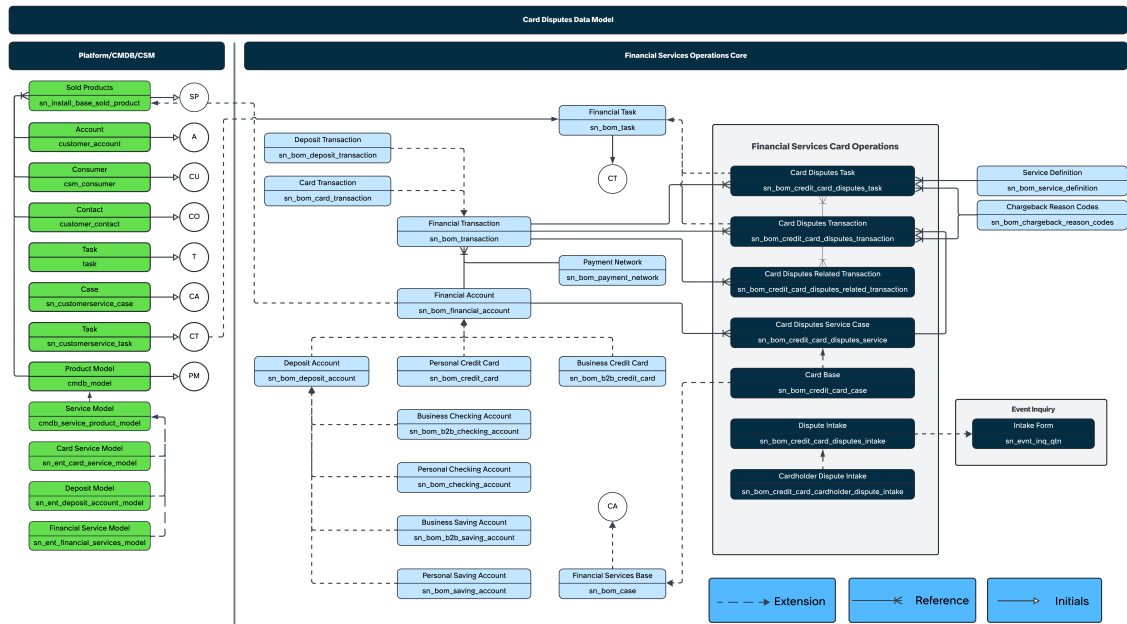 Card Disputes Data Model
Platform/CMDB/CSM
Financial Services Operations Core
Sold Products
sn_install_base_sold_product
SP
Account
customer_account
A
Consumer
csm_consumer
CU
Contact
customer_contact
CO
Task
task
T
Case
sn_customerservice_case
CA
Task
sn_customerservice_task
CT
Product Model
cmdb_model
PM
Service Model
cmdb_service_product_model
Card Service Model
sn_ent_card_service_model
Deposit Model
sn_ent_deposit_account_model
Financial Service Model
sn_ent_financial_services_model
Deposit Transaction
sn_bom_deposit_transaction
Card Transaction
sn_bom_card_transaction
Financial Transaction
sn_bom_transaction
Payment Network
sn_bom_payment_network
Financial Account
sn_bom_financial_account
Deposit Account
sn_bom_deposit_account
Personal Credit Card
sn_bom_credit_card
Business Credit Card
sn_bom_b2b_credit_card
Business Checking Account
sn_bom_b2b_checking_account
Personal Checking Account
sn_bom_checking_account
Business Saving Account
sn_bom_b2b_saving_account
Personal Saving Account
sn_bom_saving_account
Financial Task
sn_bom_task
CT
CA
Financial Services Base
sn_bom_case
Financial Services Card Operations
Card Disputes Task
sn_bom_credit_card_disputes_task
Card Disputes Transaction
sn_bom_credit_card_disputes_transaction
Card Disputes Related Transaction
sn_bom_credit_card_disputes_related_transaction
Card Disputes Service Case
sn_bom_credit_card_disputes_service
Card Base
sn_bom_credit_card_case
Dispute Intake
sn_bom_credit_card_disputes_intake
Cardholder Dispute Intake
sn_bom_credit_card_cardholder_dispute_intake
Service Definition
sn_bom_service_definition
Chargeback Reason Codes
sn_bom_chargeback_reason_codes
Event Inquiry
Intake Form
sn_evnt_inq_qtn
Extension
Reference
Initials